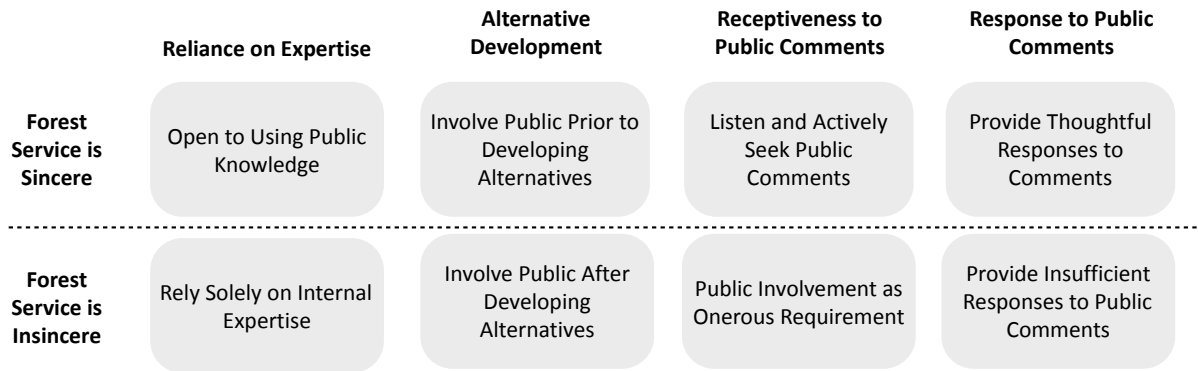 Reliance on Expertise
Alternative
Development
Receptiveness to
Public Comments
Response to Public
Comments
Forest
Service is
Sincere
Open to Using Public
Knowledge
Involve Public Prior to
Developing
Alternatives
Listen and Actively
Seek Public
Comments
Provide Thoughtful
Responses to
Comments
Forest
Service is
Insincere
Rely Solely on Internal
Expertise
Involve Public After
Developing
Alternatives
Public Involvement as
Onerous Requirement
Provide Insufficient
Responses to Public
Comments